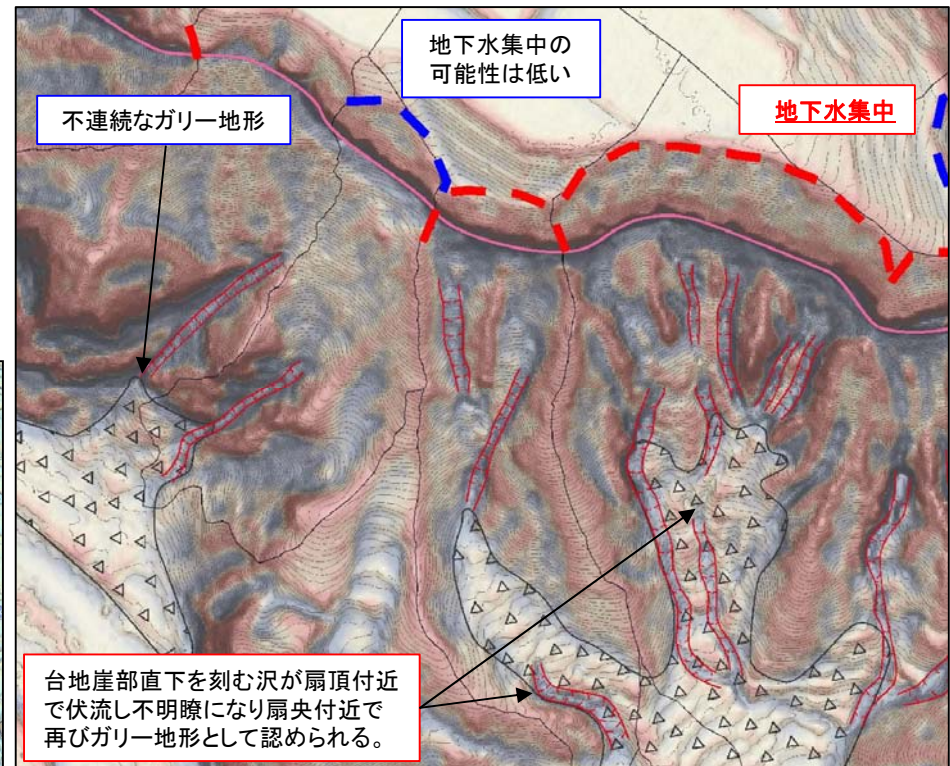 地下水集中の
可能性は低い
不連続なガリー地形
地下水集中
台地崖部直下を刻む沢が扇頂付近
で伏流し不明瞭になり扇央付近で
再びガリー地形として認められる。